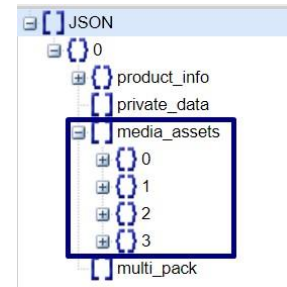 [ ] JSON
{ } 0
{ } product_info
[ ] private_data
[ ] media_assets
{ } 0
{ } 1
{ } 2
{ } 3
[ ] multi_pack